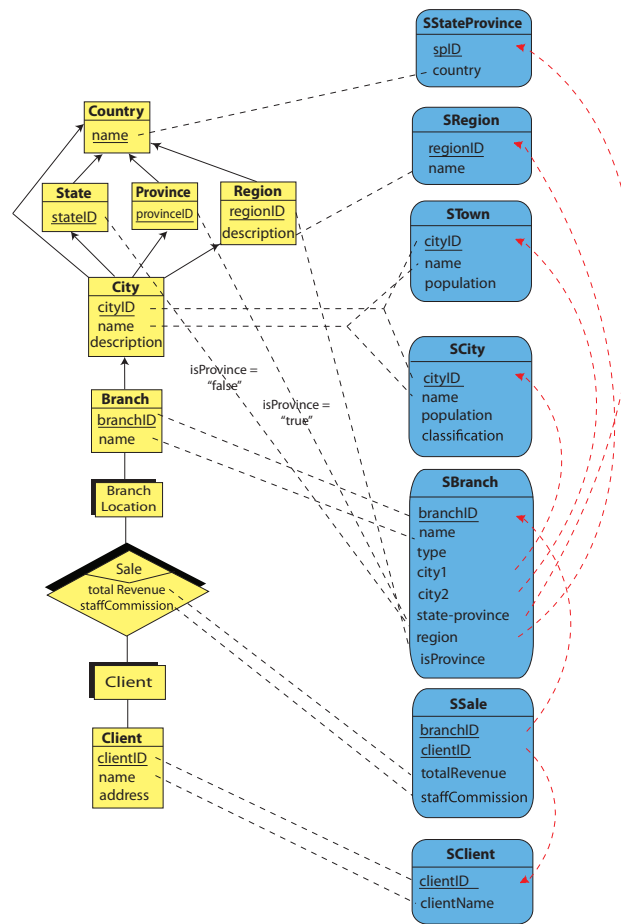 Country
name
State
stateID
Province
provinceID
Region
regionID
description
City
cityID
name
description
isProvince =
"false"
isProvince =
"true"
Branch
branchID
name
Branch
Location
Sale
total Revenue
staffCommission
Client
Client
clientID
name
address
SStateProvince
spID
country
SRegion
regionID
name
STown
cityID
name
population
SCity
cityID
name
population
classification
SBranch
branchID
name
type
city1
city2
state-province
region
isProvince
SSale
branchID
clientID
totalRevenue
staffCommission
SClient
clientID
clientName